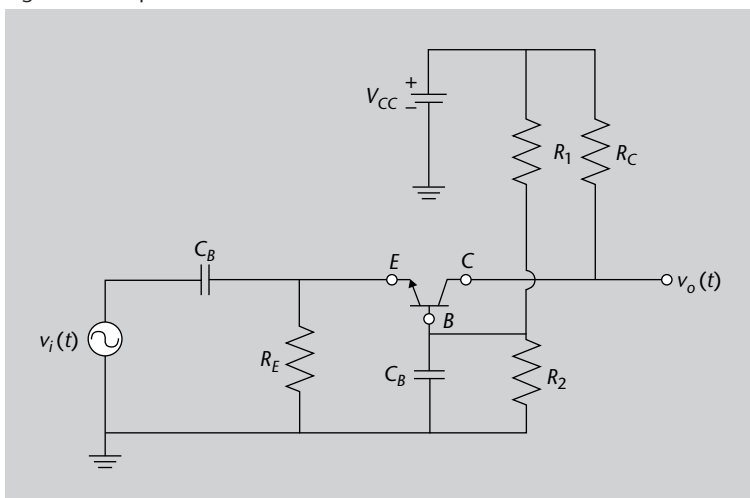 +
V_CC
–
R_1
R_C
C_B
E
C
v_o(t)
B
v_i(t)
R_E
C_B
R_2